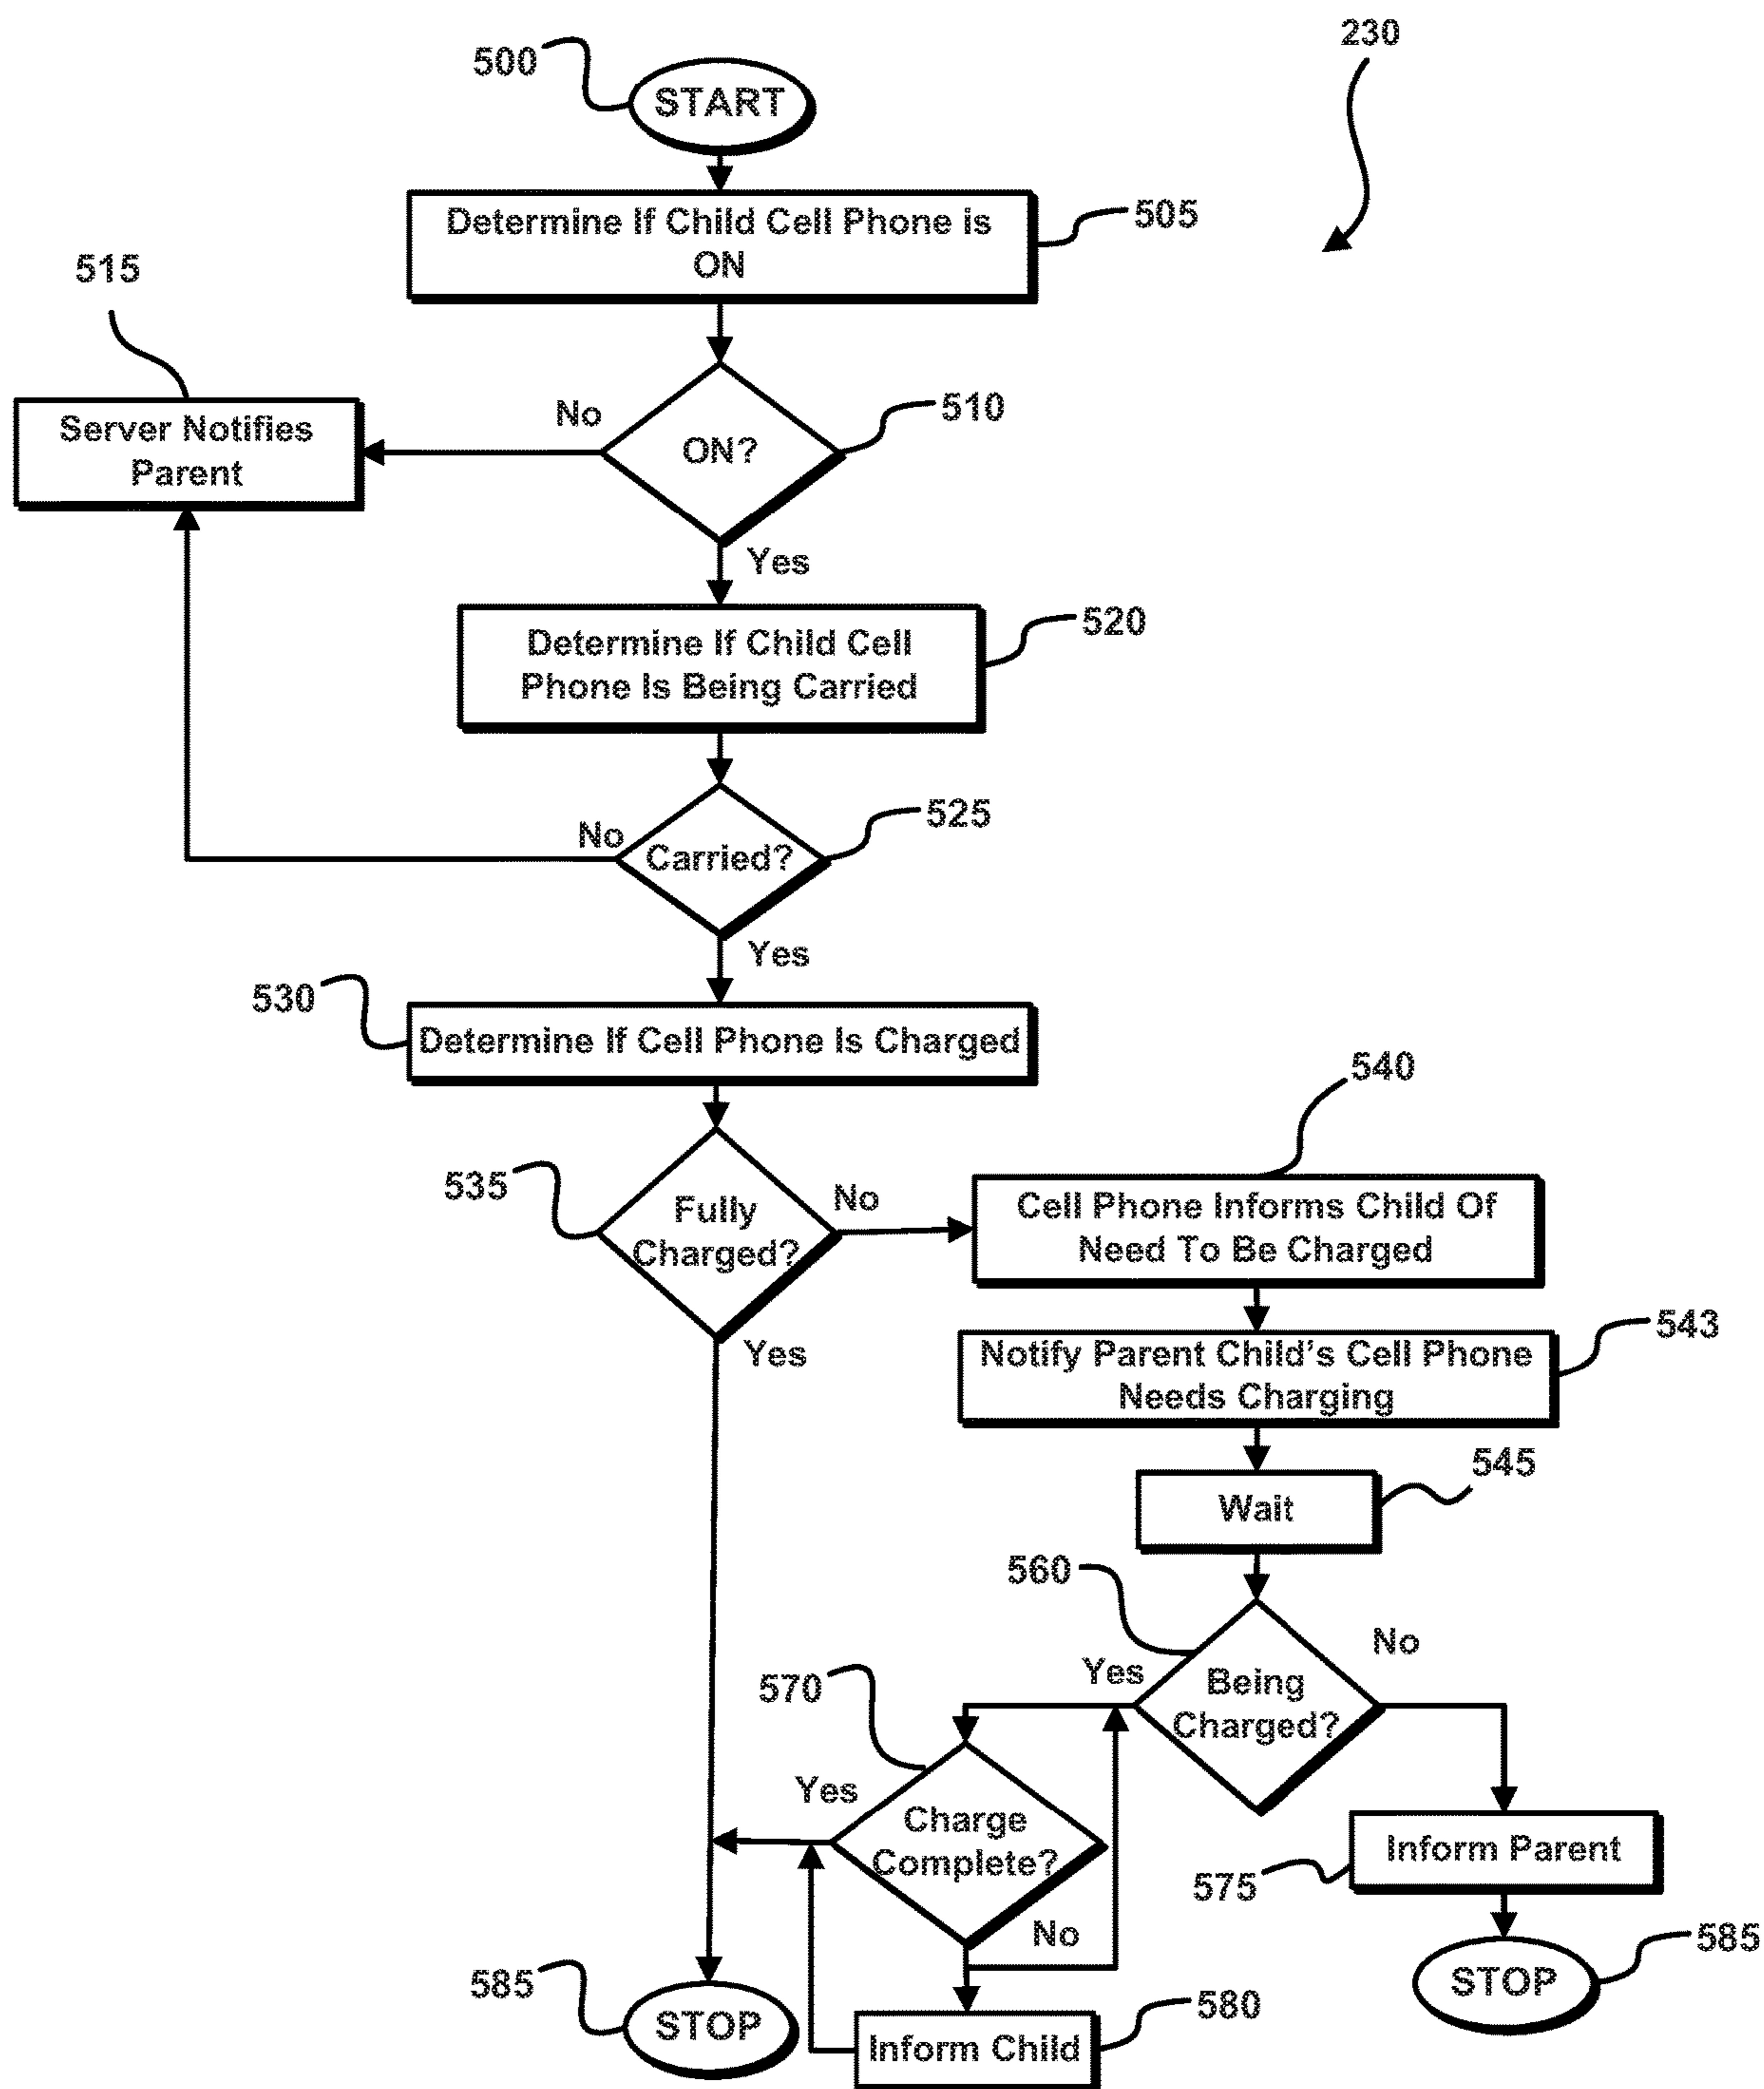 230
500
START
Determine If Child Cell Phone is
ON
505
515
Server Notifies
Parent
No
ON?
510
Yes
Determine If Child Cell
Phone Is Being Carried
520
No
Carried?
525
Yes
530
Determine If Cell Phone Is Charged
535
Fully
Charged?
No
Yes
540
Cell Phone Informs Child Of
Need To Be Charged
543
Notify Parent Child's Cell Phone
Needs Charging
545
Wait
560
Being
Charged?
Yes
No
570
Yes
Charge
Complete?
No
Inform Parent
575
STOP
585
585
STOP
Inform Child
580